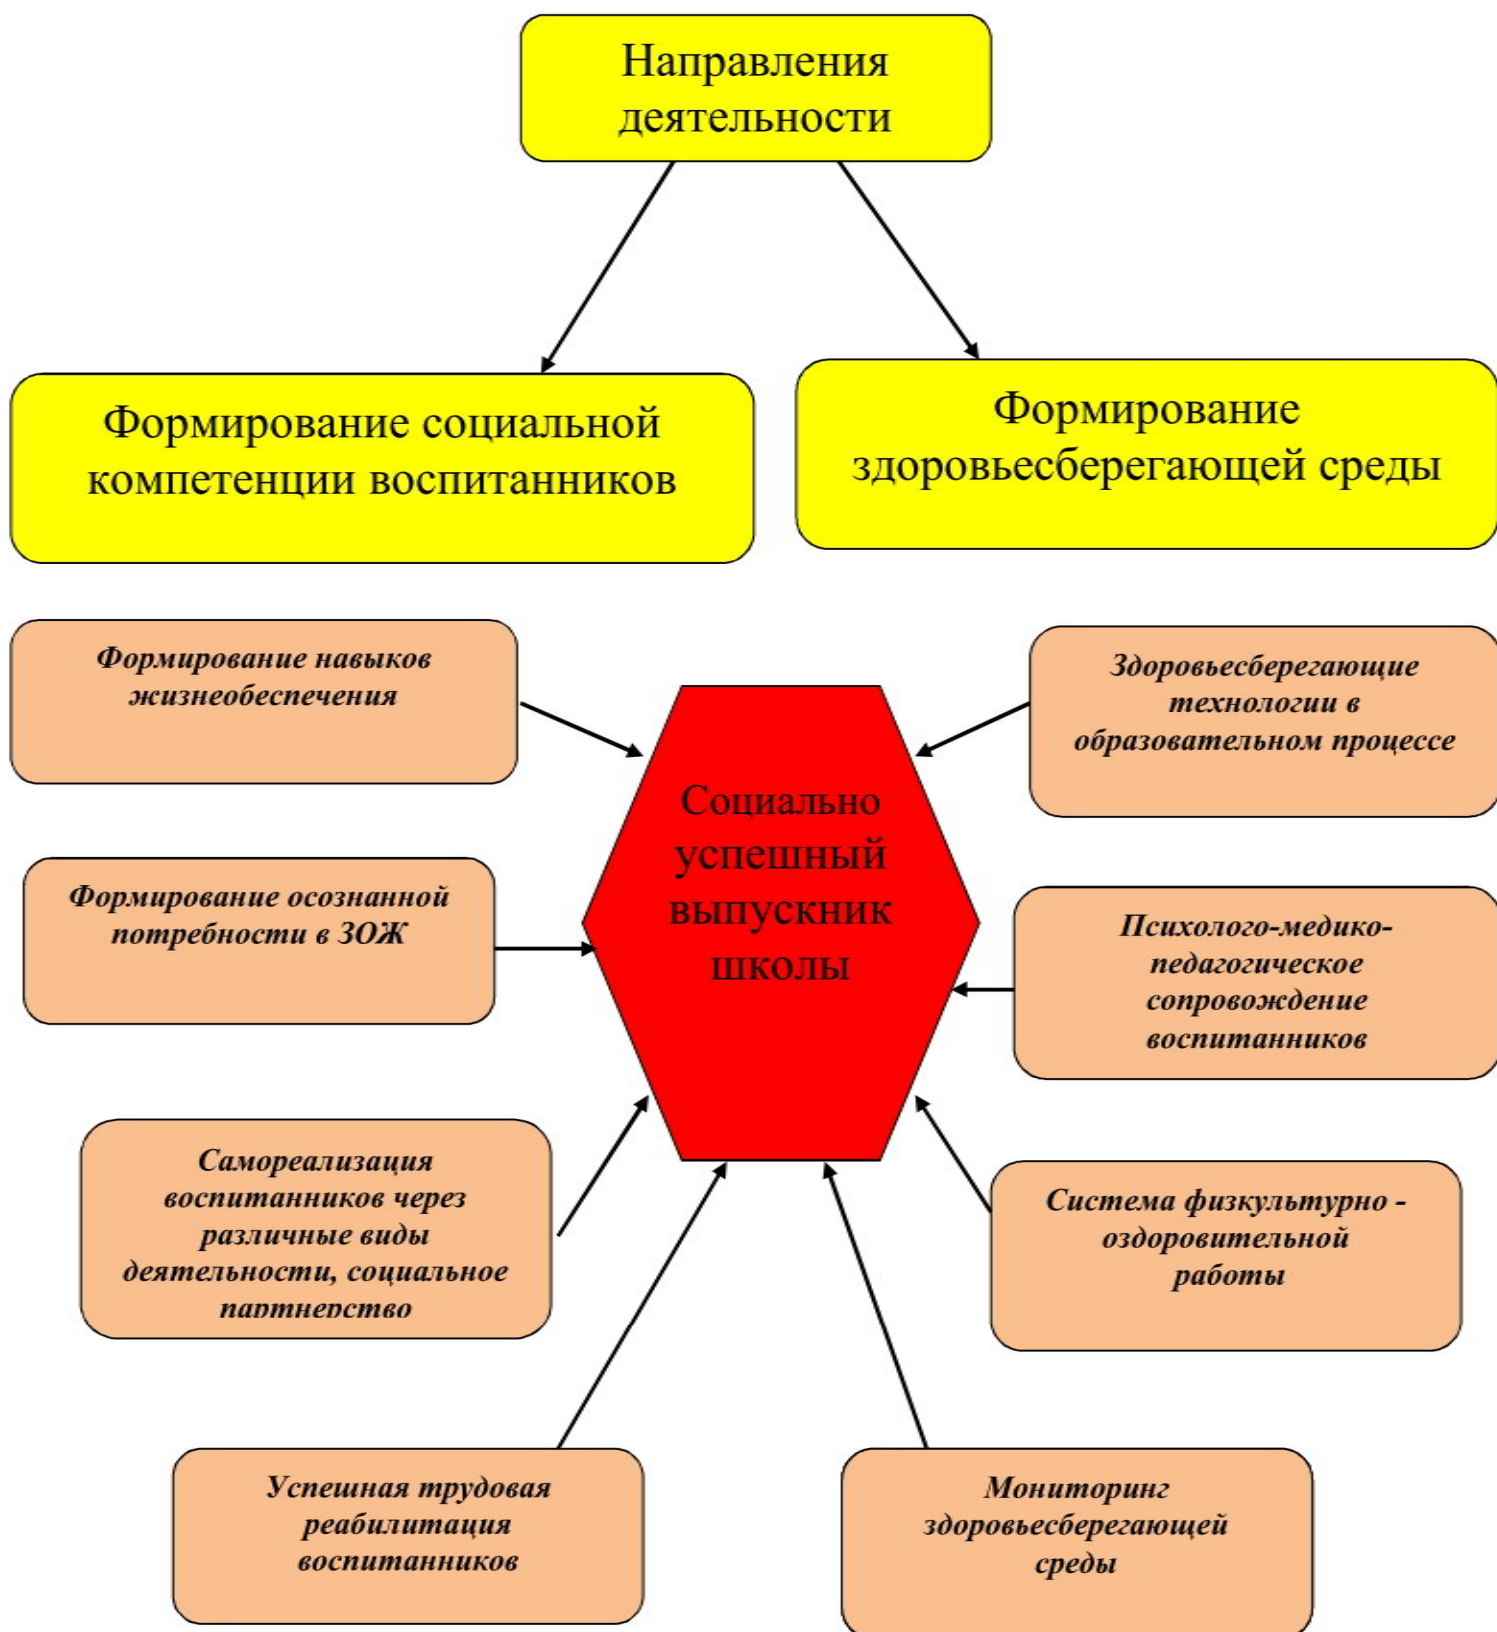 Направления
деятельности
Формирование социальной
компетенции воспитанников
Формирование
здоровьесберегающей среды
Формирование навыков
жизнеобеспечения
Здоровьесберегающие
технологии в
образовательном процессе
Социально
успешный
выпускник
школы
Формирование осознанной
потребности в ЗОЖ
Психолого-медико-
педагогическое
сопровождение
воспитанников
Самореализация
воспитанников через
различные виды
деятельности, социальное
партнерство
Система физкультурно -
оздоровительной
работы
Успешная трудовая
реабилитация
воспитанников
Мониторинг
здоровьесберегающей
среды